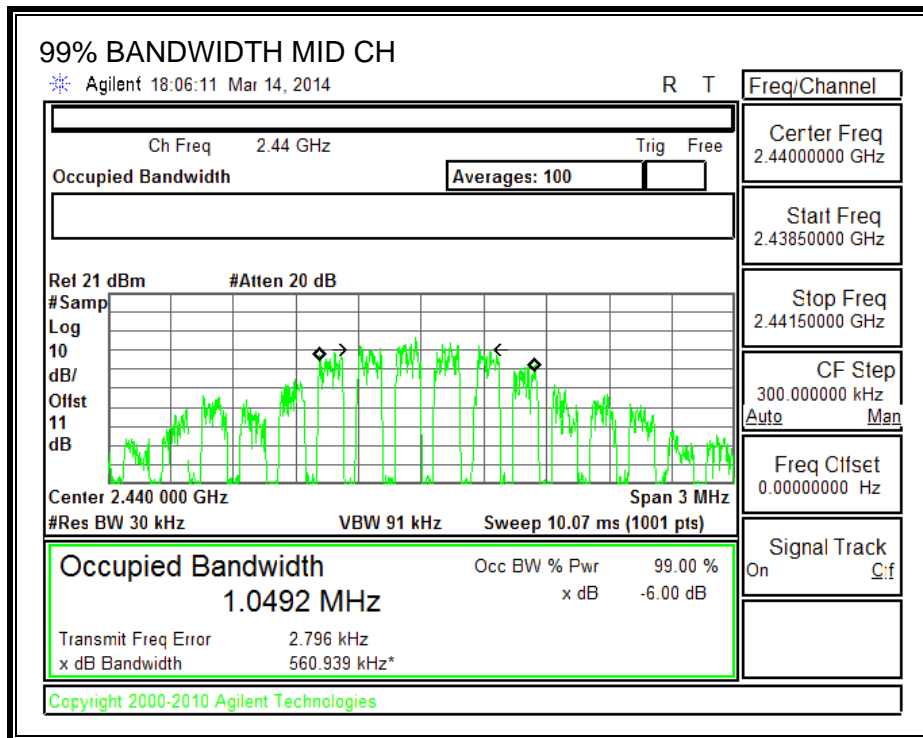 99% BANDWIDTH MID CH
Agilent 18:06:11 Mar 14, 2014 R T
Freq/Channel
Ch Freq 2.44 GHz Trig Free
Occupied Bandwidth Averages: 100
Center Freq
2.44000000 GHz
Start Freq
2.43850000 GHz
Stop Freq
2.44150000 GHz
CF Step
300.000000 kHz
Auto Man
Freq Offset
0.00000000 Hz
Signal Track
On Off
Ref 21 dBm #Atten 20 dB
#Samp
Log
10
dB/
Offst
11
dB
Center 2.440 000 GHz Span 3 MHz
#Res BW 30 kHz VBW 91 kHz Sweep 10.07 ms (1001 pts)
Occupied Bandwidth
1.0492 MHz
Occ BW % Pwr 99.00 %
x dB -6.00 dB
Transmit Freq Error 2.796 kHz
x dB Bandwidth 560.939 kHz*
Copyright 2000-2010 Agilent Technologies